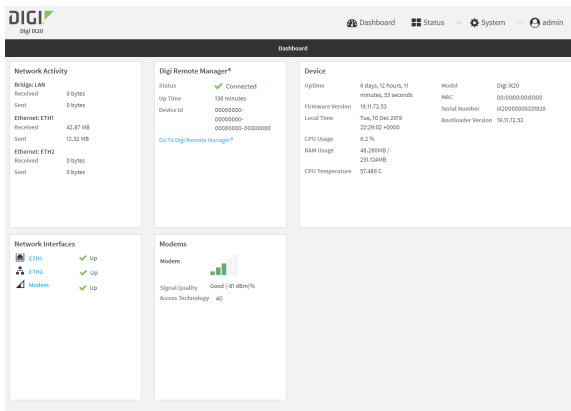 DIGI
Digi IX20
Dashboard
Status
System
admin
Dashboard
Network Activity
Bridge: LAN
Received 0 bytes
Sent 0 bytes
Ethernet: ETH1
Received 42.67 MB
Sent 12.32 MB
Ethernet: ETH2
Received 0 bytes
Sent 0 bytes
Digi Remote Manager®
Status Connected
Up Time 136 minutes
Device Id 00000000-
00000000-
00000000-00000000
Go To Digi Remote Manager®
Device
Uptime 6 days, 12 hours, 11
minutes, 53 seconds
Firmware Version 19.11.72.53
Local Time Tue, 10 Dec 2019
22:29:02 +0000
CPU Usage 6.2 %
RAM Usage 48.260MB /
251.124MB
CPU Temperature 57.486 C
Model Digi IX20
MAC 00:00:00:00:00:00
Serial Number IX20000005331920
Bootloader Version 19.11.72.53
Network Interfaces
ETH1 Up
ETH2 Up
Modem Up
Modems
Modem
Signal Quality Good (-81 dBm)%
Access Technology 4G